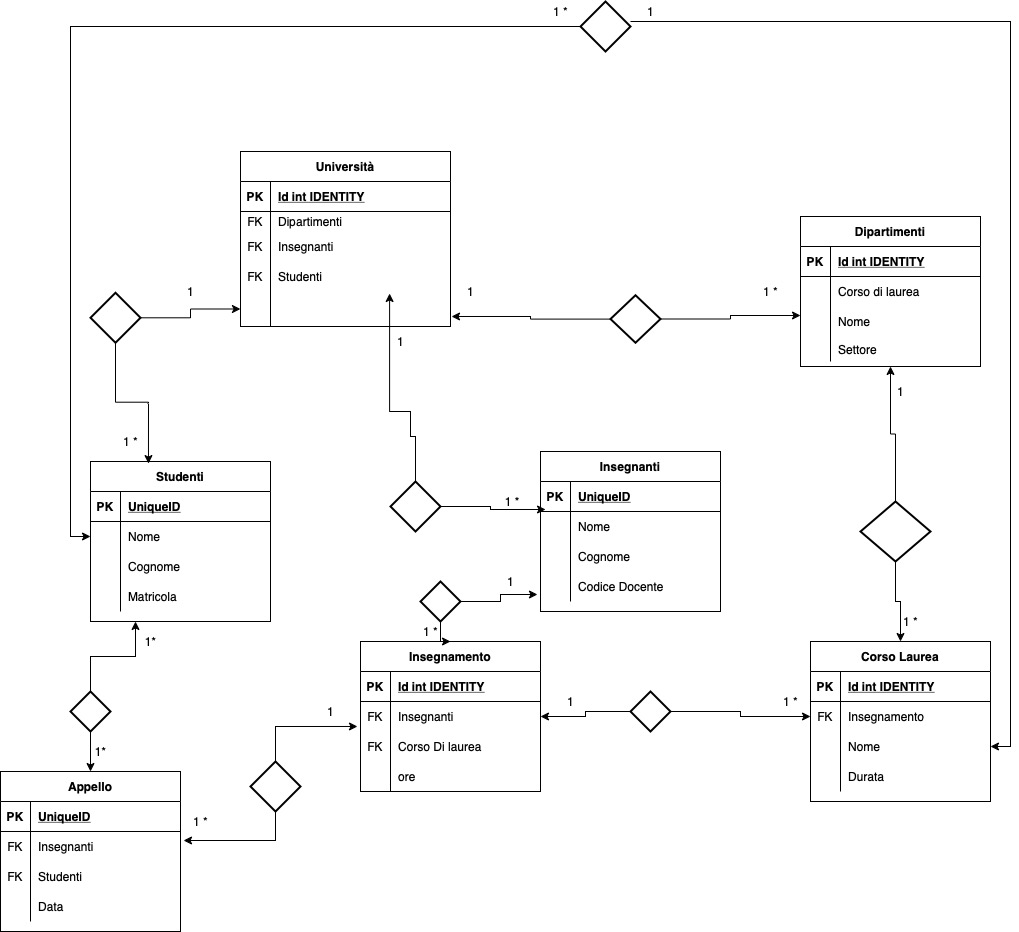 1 *
1
Università
PK Id int IDENTITY
FK Dipartimenti
FK Insegnanti
FK Studenti
Dipartimenti
PK Id int IDENTITY
Corso di laurea
Nome
Settore
1
1
1 *
1
1
1 *
Studenti
PK UniqueID
Nome
Cognome
Matricola
Insegnanti
PK UniqueID
Nome
Cognome
Codice Docente
1 *
1
1 *
1 *
1*
Insegnamento
PK Id int IDENTITY
FK Insegnanti
FK Corso Di laurea
ore
Corso Laurea
PK Id int IDENTITY
FK Insegnamento
Nome
Durata
1
1 *
1
1*
1 *
Appello
PK UniqueID
FK Insegnanti
FK Studenti
Data